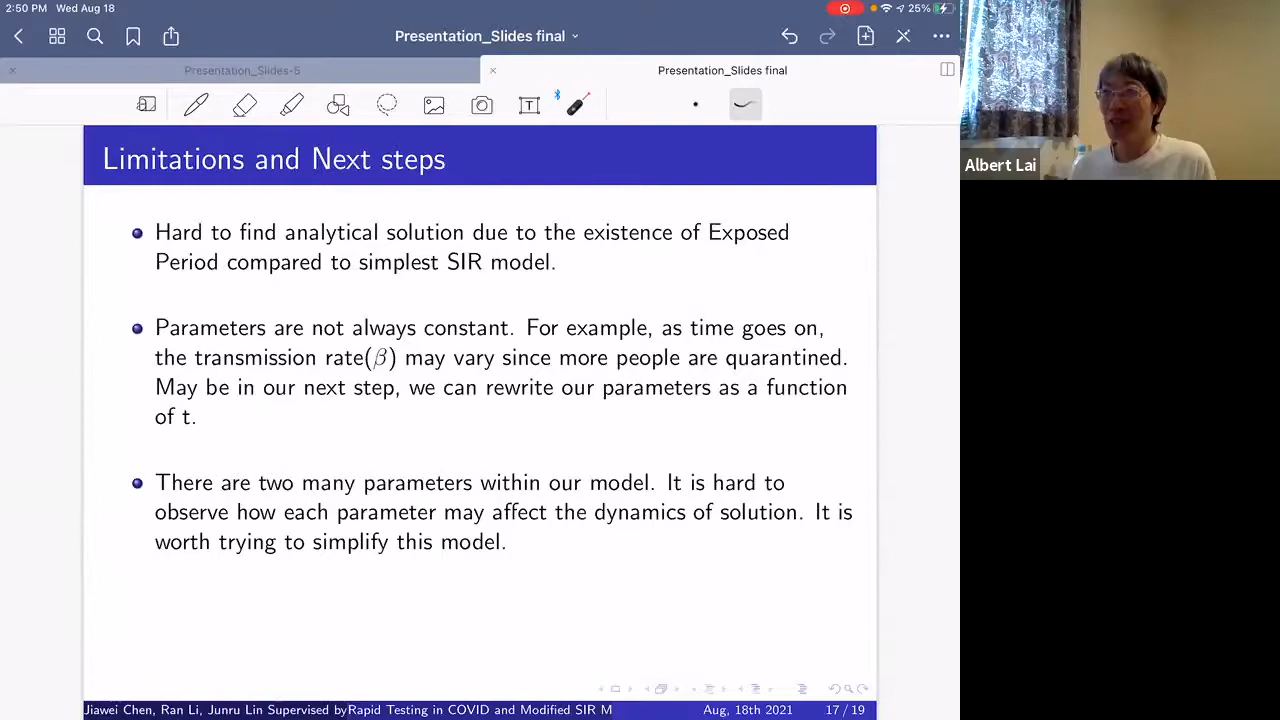 2:50 PM Wed Aug 18
25%
Presentation_Slides final
Presentation_Slides-5
Presentation_Slides final
T
Albert Lai
Limitations and Next steps
Hard to find analytical solution due to the existence of Exposed
Period compared to simplest SIR model.
Parameters are not always constant. For example, as time goes on,
the transmission rate(β) may vary since more people are quarantined.
May be in our next step, we can rewrite our parameters as a function
of t.
There are two many parameters within our model. It is hard to
observe how each parameter may affect the dynamics of solution. It is
worth trying to simplify this model.
Jiawei Chen, Ran Li, Junru Lin Supervised by Rapid Testing in COVID and Modified SIR M Aug, 18th 2021 17 / 19